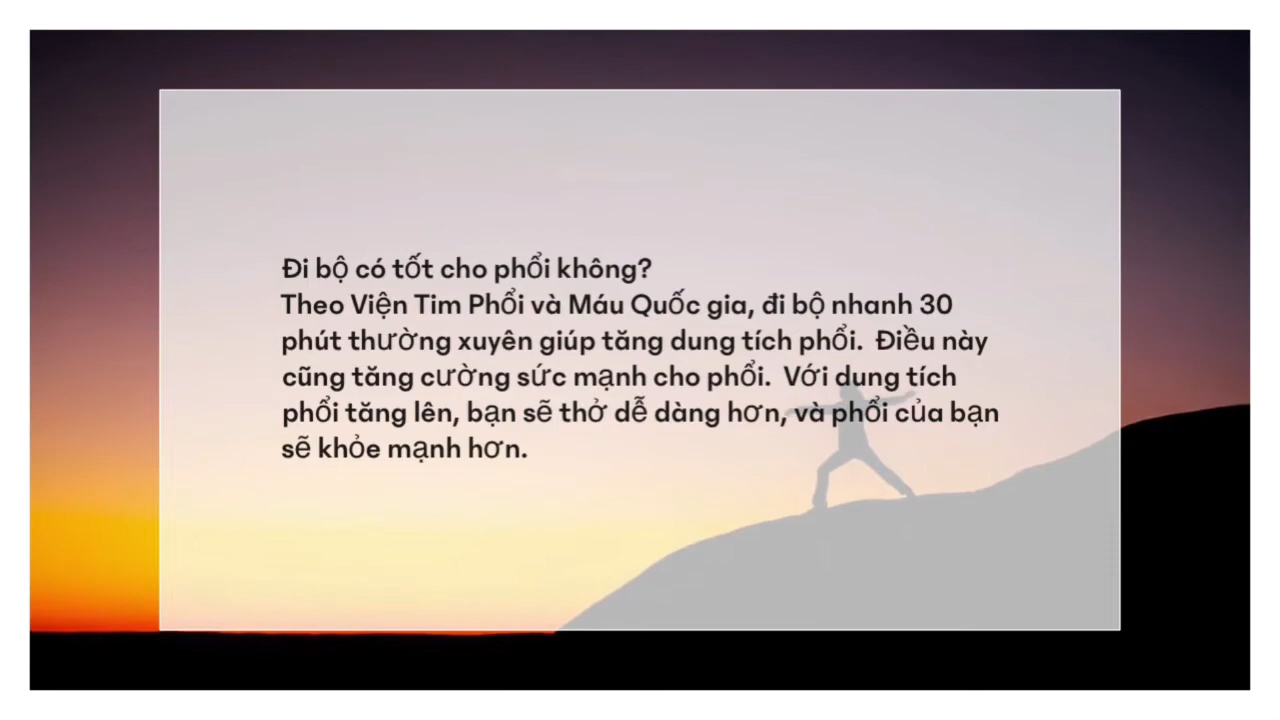 Đi bộ có tốt cho phổi không?
Theo Viện Tim Phổi và Máu Quốc gia, đi bộ nhanh 30
phút thường xuyên giúp tăng dung tích phổi.  Điều này
cũng tăng cường sức mạnh cho phổi.  Với dung tích
phổi tăng lên, bạn sẽ thở dễ dàng hơn, và phổi của bạn
sẽ khỏe mạnh hơn.